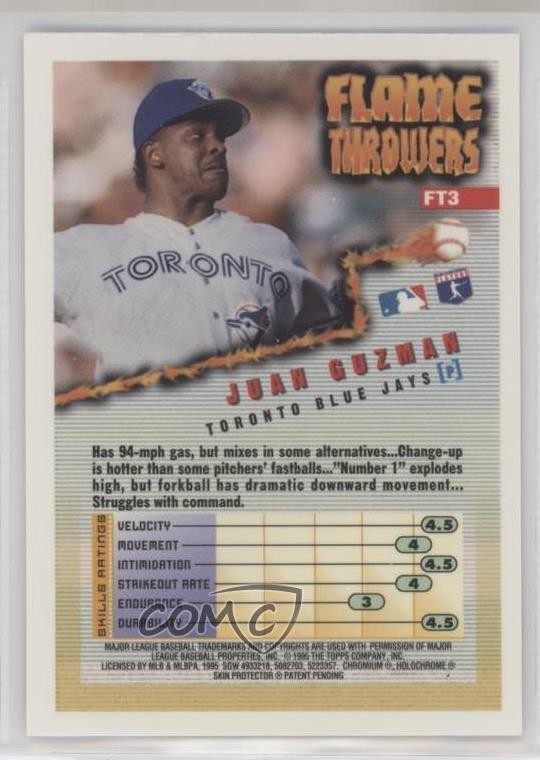 FLAME
THROWERS
FT3
TORONTO
JUAN GUZMAN
TORONTO BLUE JAYS [P]
Has 94-mph gas, but mixes in some alternatives...Change-up
is hotter than some pitchers' fastballs..."Number 1" explodes
high, but forkball has dramatic downward movement...
Struggles with command.
SKILLS RATINGS
VELOCITY 4.5
MOVEMENT 4
INTIMIDATION 4.5
STRIKEOUT RATE 4
ENDURANCE 3
DURABILITY 4.5
COMC
MAJOR LEAGUE BASEBALL TRADEMARKS AND COPYRIGHTS ARE USED WITH PERMISSION OF MAJOR
LEAGUE BASEBALL PROPERTIES, INC. © 1995 THE TOPPS COMPANY, INC.
LICENSED BY MLB & MLBPA, 1995 SGW 4933218, 5082703, 5223357. CHROMIUM ®, HOLOCHROME ®
SKIN PROTECTOR ® PATENT PENDING